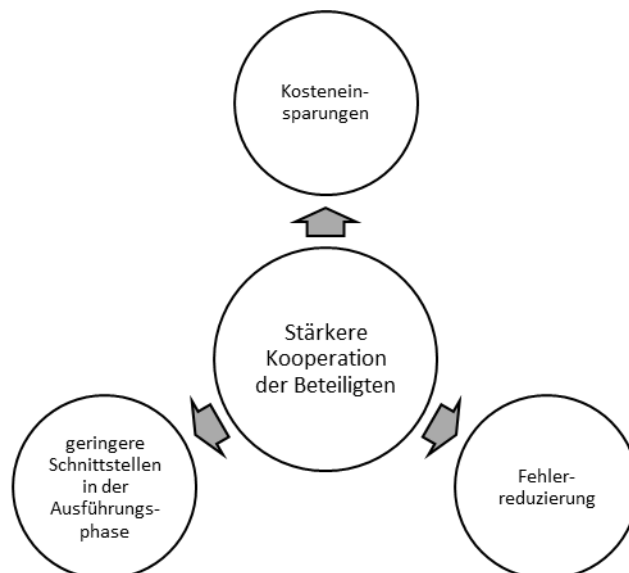 Kostenein-
sparungen
Stärkere
Kooperation
der Beteiligten
geringere
Schnittstellen
in der
Ausführungs-
phase
Fehler-
reduzierung